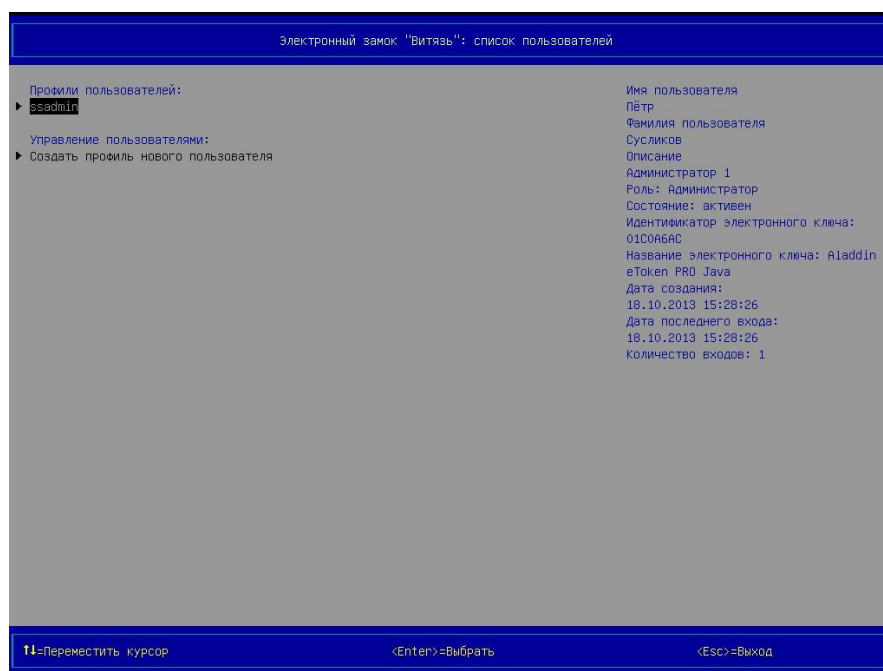 Электронный замок "Витязь": список пользователей
Профили пользователей:
ssadmin
Управление пользователями:
Создать профиль нового пользователя
Имя пользователя
Пётр
Фамилия пользователя
Сусликов
Описание
Администратор 1
Роль: Администратор
Состояние: активен
Идентификатор электронного ключа:
01C0A6AC
Название электронного ключа: Aladdin
eToken PRO Java
Дата создания:
18.10.2013 15:28:26
Дата последнего входа:
18.10.2013 15:28:26
Количество входов: 1
↑↓=Переместить курсор <Enter>=Выбрать <Esc>=Выход